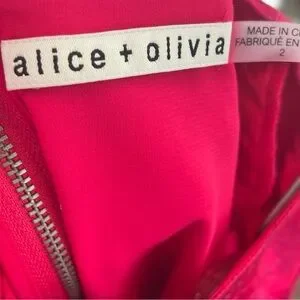 alice + olivia
MADE IN
FABRIQUÉ EN
2